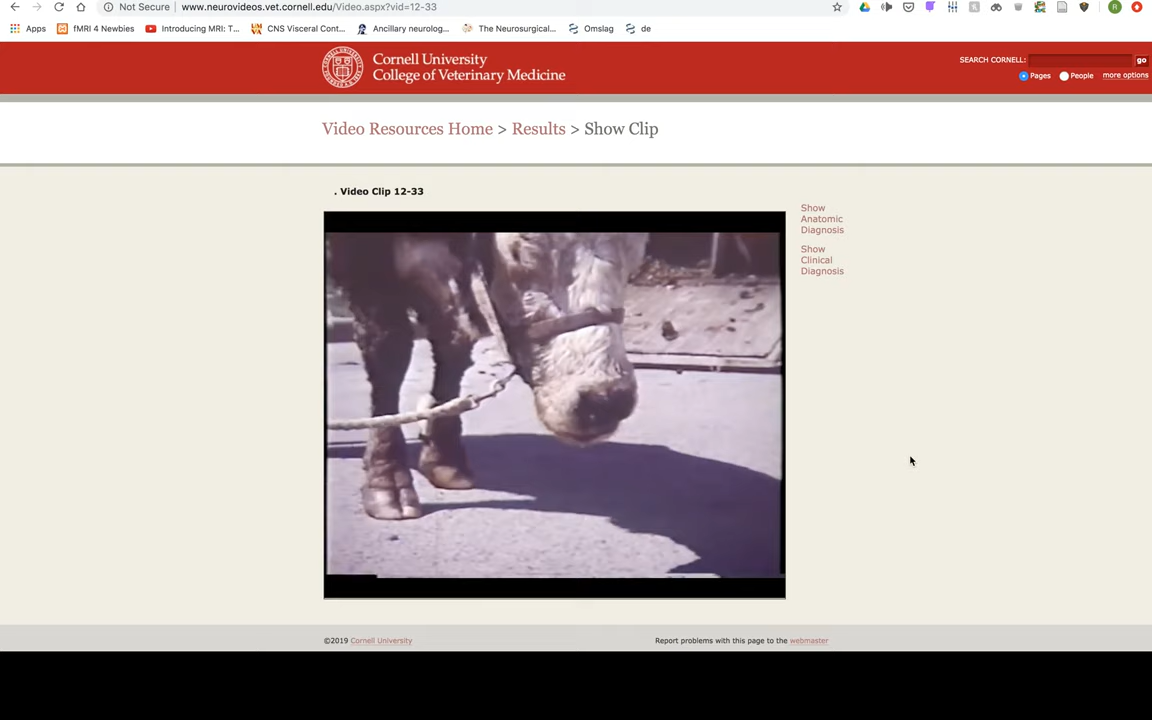 Not Secure www.neurovideos.vet.cornell.edu/Video.aspx?vid=12-33
Apps fMRI 4 Newbies Introducing MRI: T... CNS Visceral Cont... Ancillary neurolog... The Neurosurgical... Omslag de
Cornell University
College of Veterinary Medicine
SEARCH CORNELL: go
Pages People more options
Video Resources Home > Results > Show Clip
. Video Clip 12-33
Show
Anatomic
Diagnosis
Show
Clinical
Diagnosis
©2019 Cornell University
Report problems with this page to the webmaster